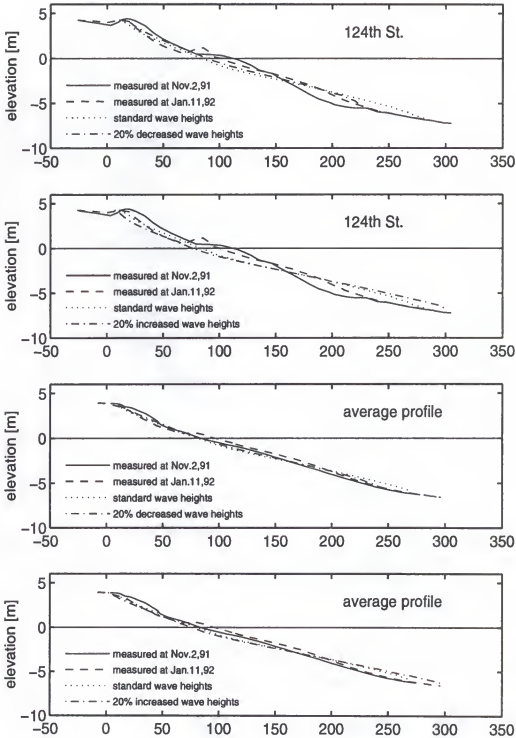 124th St.
5
0
−5
−10
elevation [m]
measured at Nov.2,91
measured at Jan.11,92
standard wave heights
20% decreased wave heights
−50 0 50 100 150 200 250 300 350
124th St.
5
0
−5
−10
elevation [m]
measured at Nov.2,91
measured at Jan.11,92
standard wave heights
20% increased wave heights
−50 0 50 100 150 200 250 300 350
average profile
5
0
−5
−10
elevation [m]
measured at Nov.2,91
measured at Jan.11,92
standard wave heights
20% decreased wave heights
−50 0 50 100 150 200 250 300 350
average profile
5
0
−5
−10
elevation [m]
measured at Nov.2,91
measured at Jan.11,92
standard wave heights
20% increased wave heights
−50 0 50 100 150 200 250 300 350